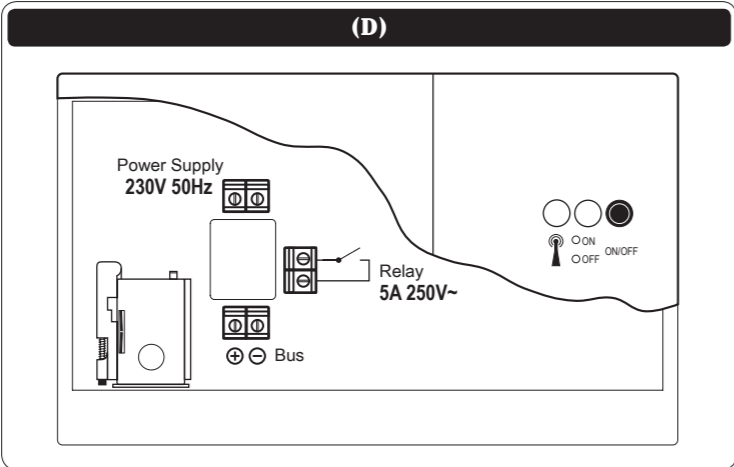 (D)
Power Supply
230V 50Hz
ON
OFF
ON/OFF
Relay
5A 250V~
+ - Bus